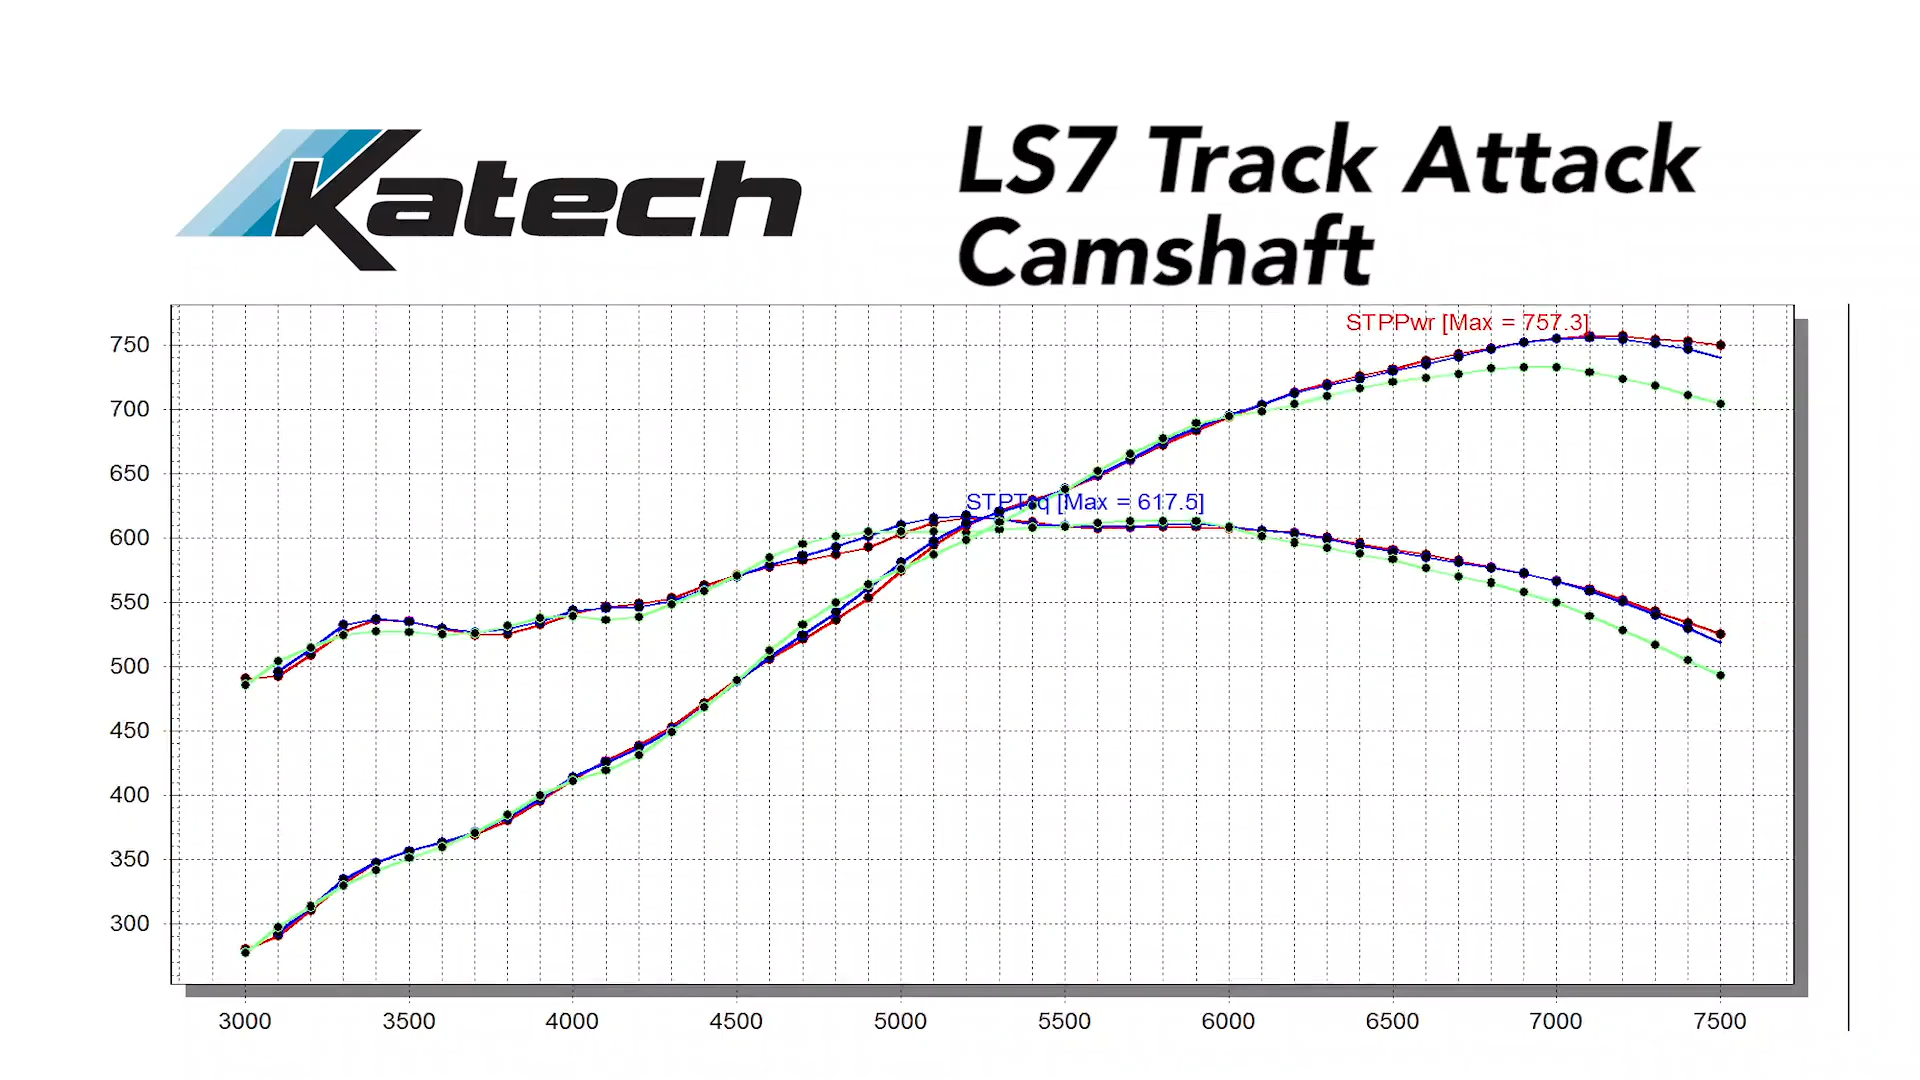 Katech
LS7 Track Attack
Camshaft
STPPwr [Max = 757.3]
STPTrq [Max = 617.5]
750
700
650
600
550
500
450
400
350
300
3000 3500 4000 4500 5000 5500 6000 6500 7000 7500